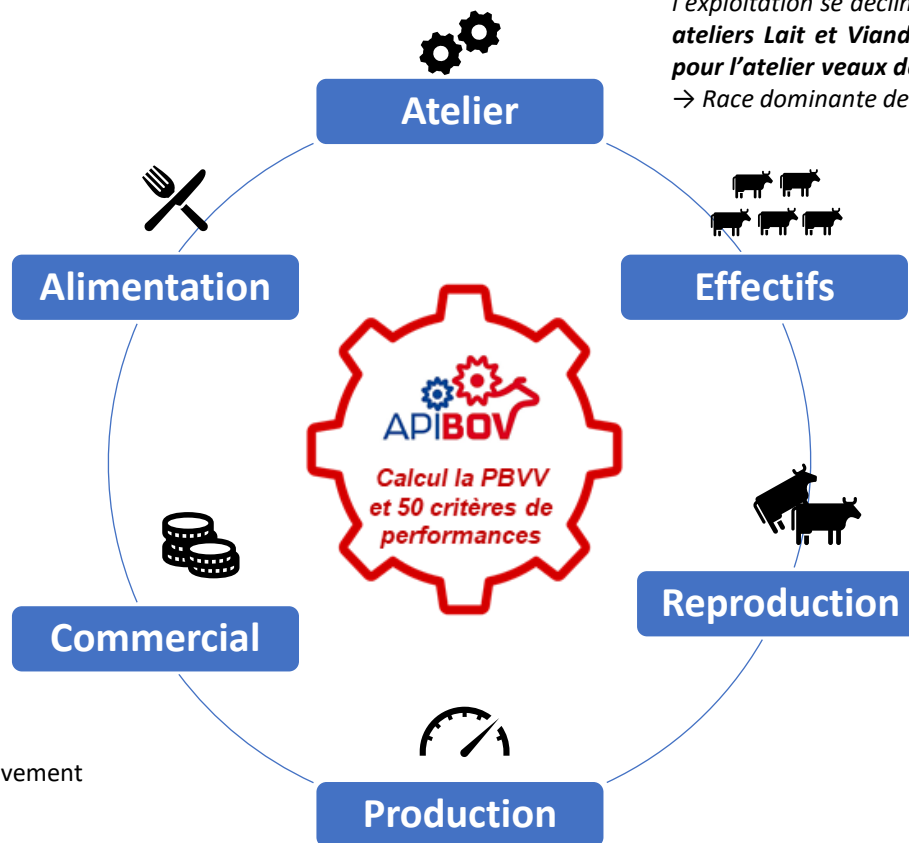 l'exploitation se déclin
ateliers Lait et Viand
pour l'atelier veaux d
→ Race dominante de
Atelier
Alimentation
Effectifs
APIBOV
Calcul la PBVV
et 50 critères de
performances
Commercial
Reproduction
vement
Production